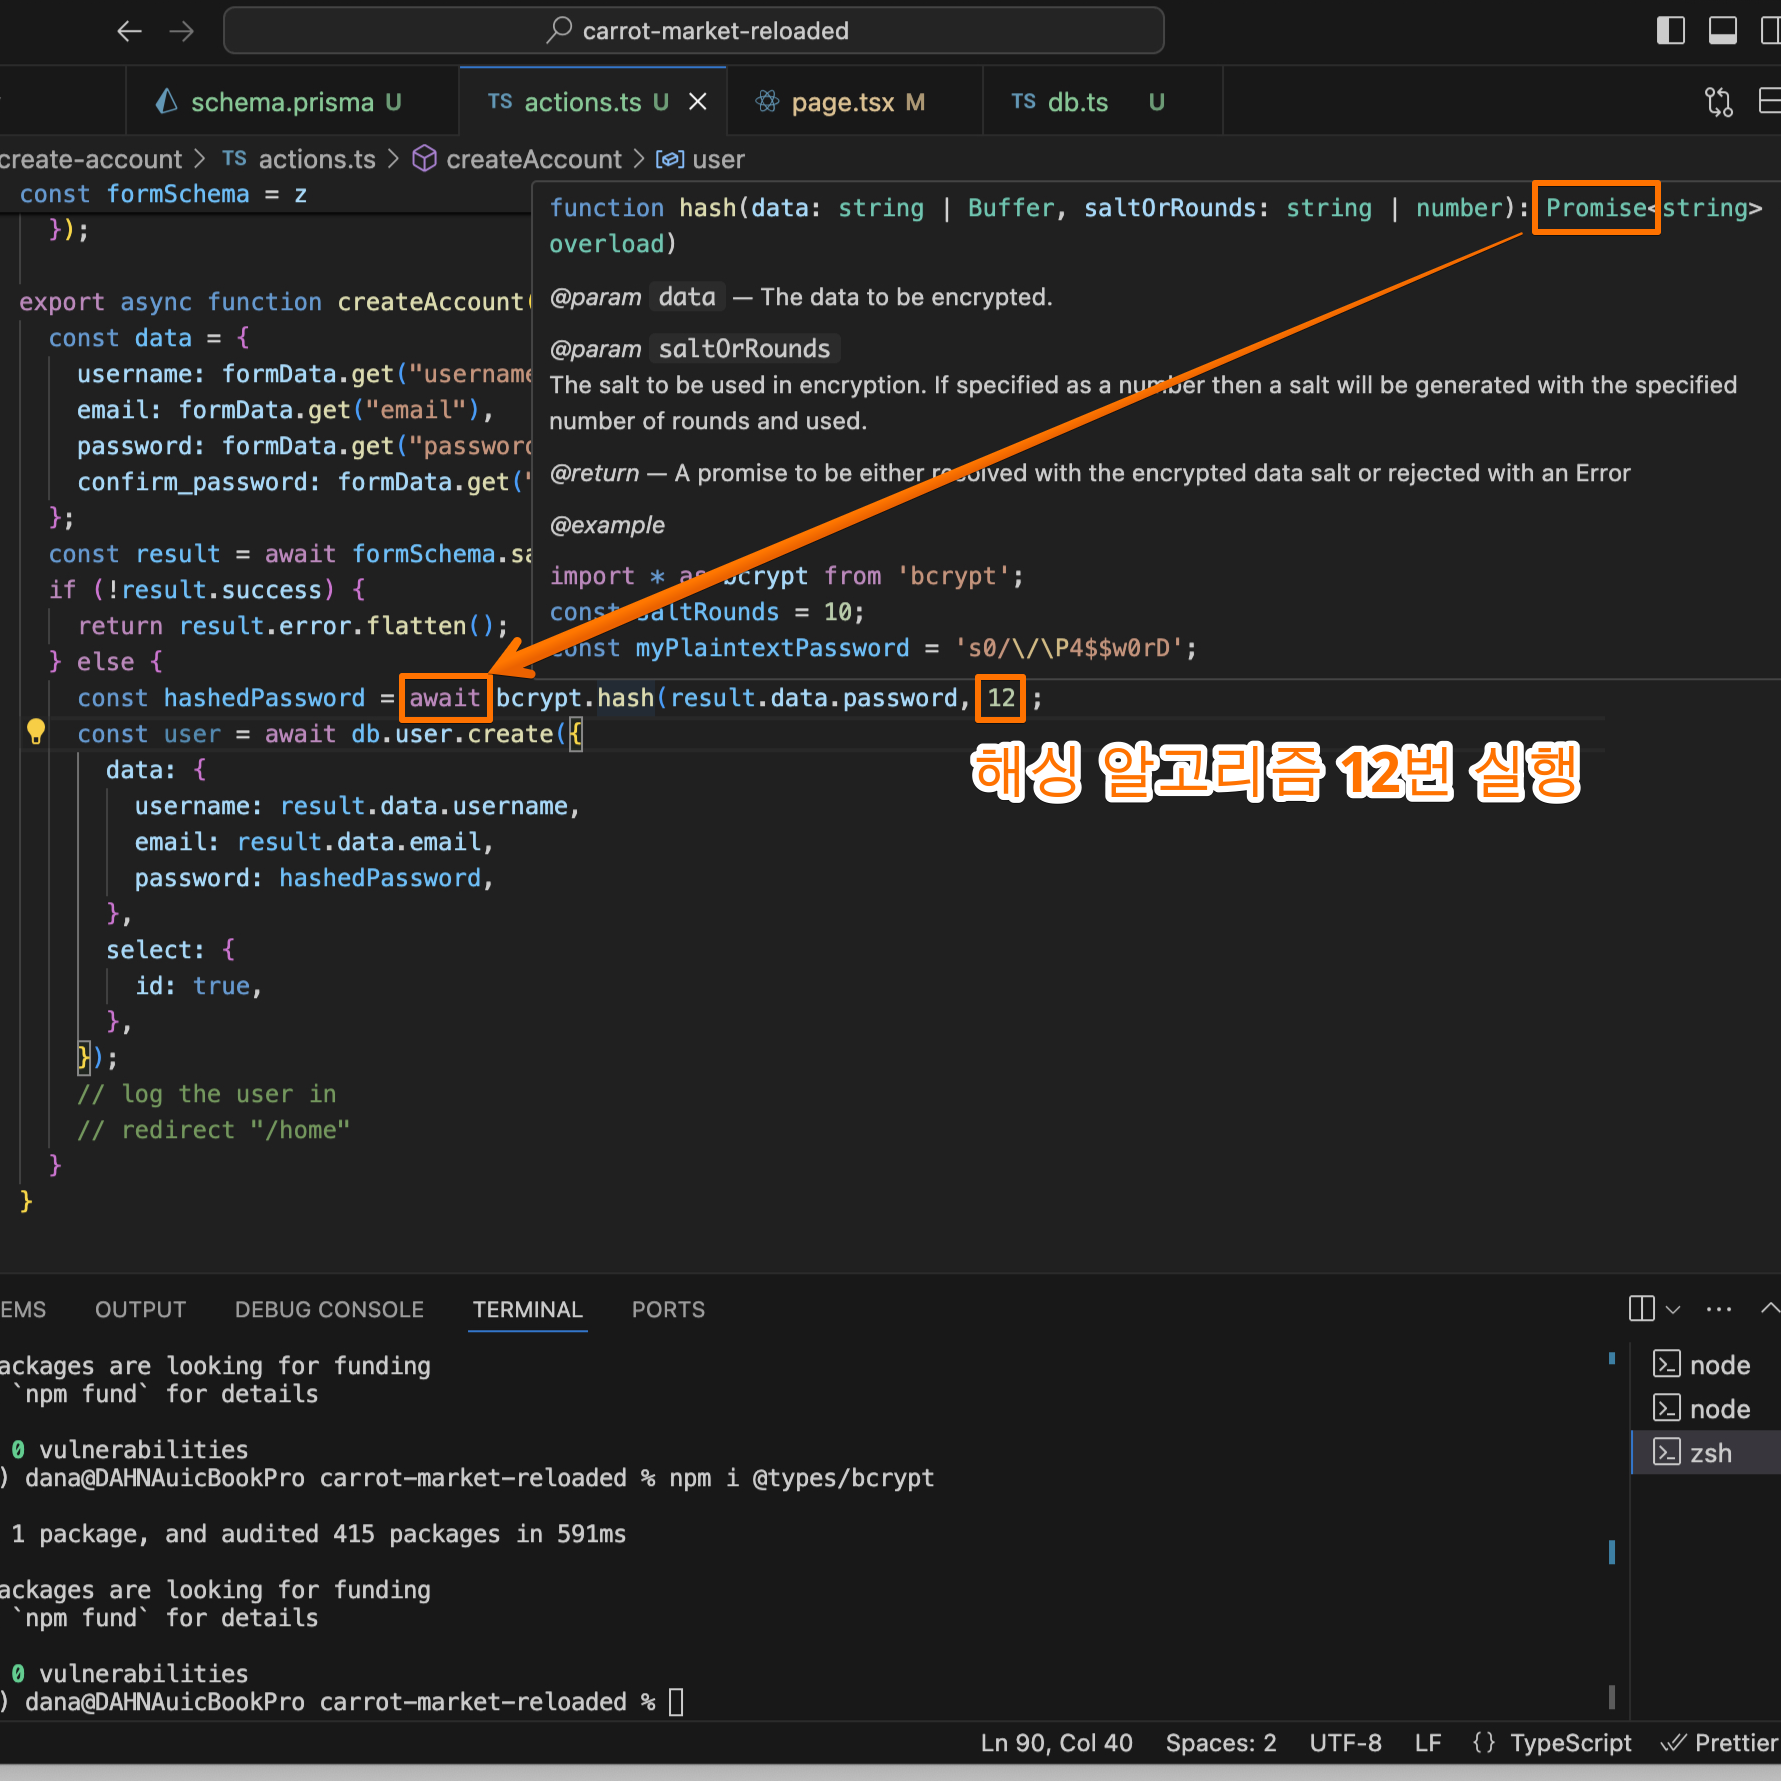 carrot-market-reloaded
schema.prisma U
TS actions.ts U
page.tsx M
TS db.ts U
create-account > TS actions.ts > createAccount > user
const formSchema = z
});
function hash(data: string | Buffer, saltOrRounds: string | number): Promise<string>
overload)
@param data — The data to be encrypted.
@param saltOrRounds
The salt to be used in encryption. If specified as a number then a salt will be generated with the specified
number of rounds and used.
@return — A promise to be either resolved with the encrypted data salt or rejected with an Error
@example
import * as bcrypt from 'bcrypt';
const saltRounds = 10;
const myPlaintextPassword = 's0/\/\P4$$w0rD';
export async function createAccount(
const data = {
username: formData.get("username
email: formData.get("email"),
password: formData.get("password
confirm_password: formData.get("
};
const result = await formSchema.sa
if (!result.success) {
return result.error.flatten();
} else {
const hashedPassword = await bcrypt.hash(result.data.password, 12 ;
const user = await db.user.create({
해싱 알고리즘 12번 실행
data: {
username: result.data.username,
email: result.data.email,
password: hashedPassword,
},
select: {
id: true,
},
});
// log the user in
// redirect "/home"
}
}
EMS OUTPUT DEBUG CONSOLE TERMINAL PORTS
ackages are looking for funding
`npm fund` for details
0 vulnerabilities
) dana@DAHNAuicBookPro carrot-market-reloaded % npm i @types/bcrypt
1 package, and audited 415 packages in 591ms
ackages are looking for funding
`npm fund` for details
0 vulnerabilities
) dana@DAHNAuicBookPro carrot-market-reloaded %
node
node
zsh
Ln 90, Col 40 Spaces: 2 UTF-8 LF {} TypeScript Prettier